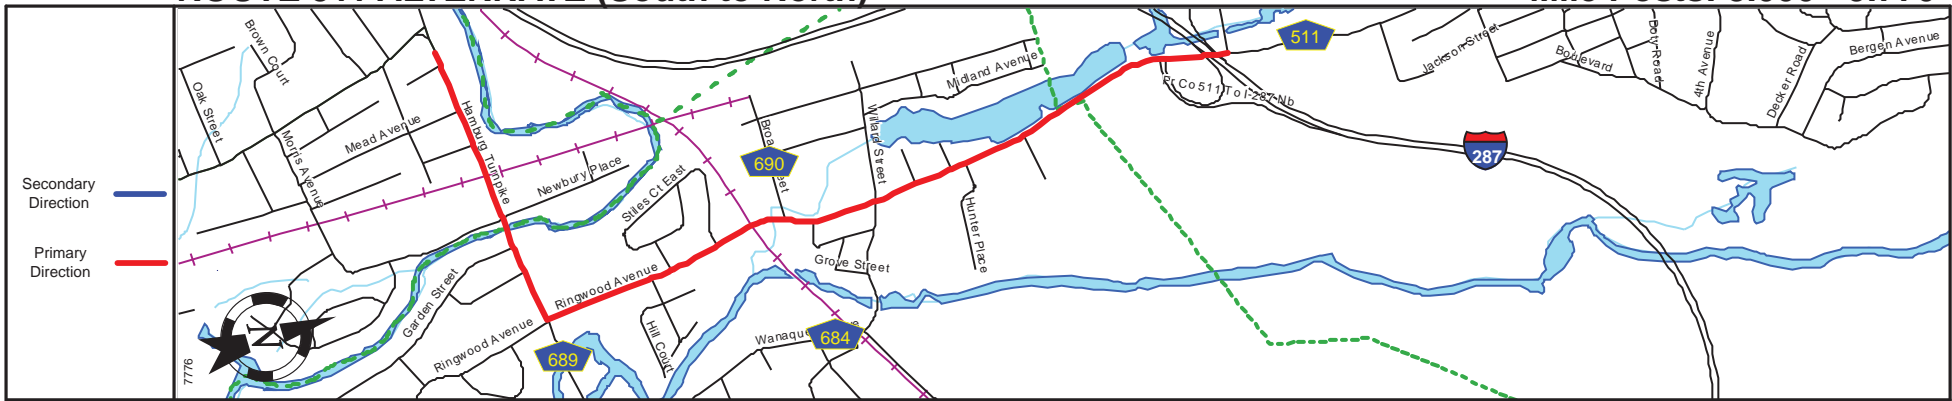 Secondary
Direction
Primary
Direction
Brown Court
Oak Street
Morris Avenue
Mead Avenue
Hamburg Turnpike
Newbury Place
Stiles Ct East
690
Willard Street
Midland Avenue
511
Pr Co 511 To I-287 Nb
Jackson Street
Boulevard
Doty Road
4th Avenue
Decker Road
Bergen Avenue
287
Hunter Place
Grove Street
Ringwood Avenue
Garden Street
Ringwood Avenue
689
Hill Court
684
N
7776